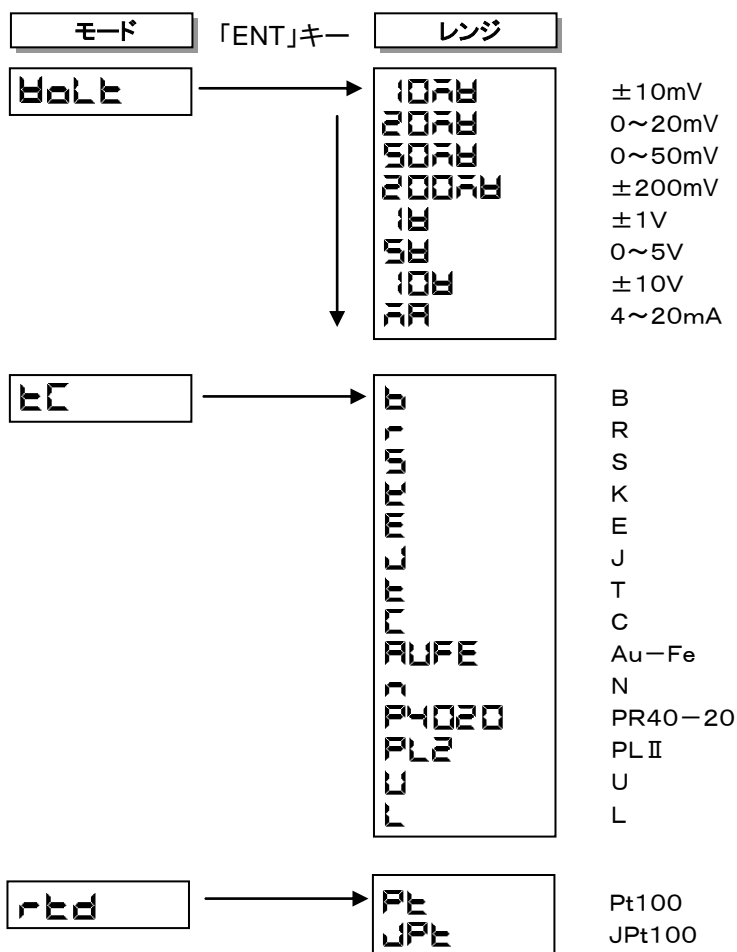 モード 「ENT」キー レンジ
VoLt 10mV ±10mV
20mV 0～20mV
50mV 0～50mV
200mV ±200mV
1V ±1V
5V 0～5V
10V ±10V
mA 4～20mA
tC b B
r R
S S
K K
E E
J J
t T
C C
AUFE Au－Fe
n N
P4020 PR40－20
PL2 PLⅡ
U U
L L
rtd Pt Pt100
JPt JPt100